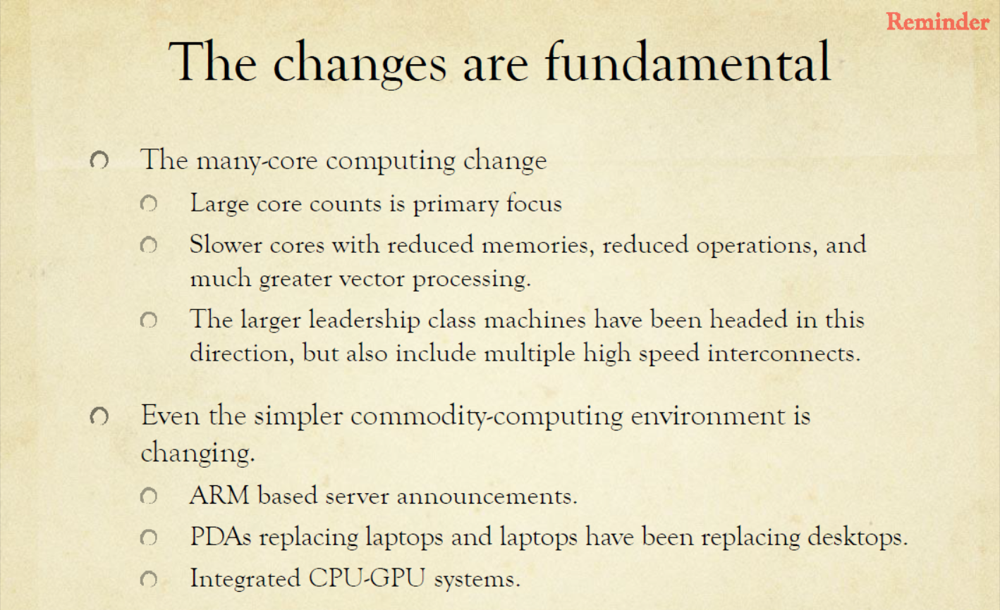 Reminder
The changes are fundamental
The many-core computing change
Large core counts is primary focus
Slower cores with reduced memories, reduced operations, and
much greater vector processing.
The larger leadership class machines have been headed in this
direction, but also include multiple high speed interconnects.
Even the simpler commodity-computing environment is
changing.
ARM based server announcements.
PDAs replacing laptops and laptops have been replacing desktops.
Integrated CPU-GPU systems.